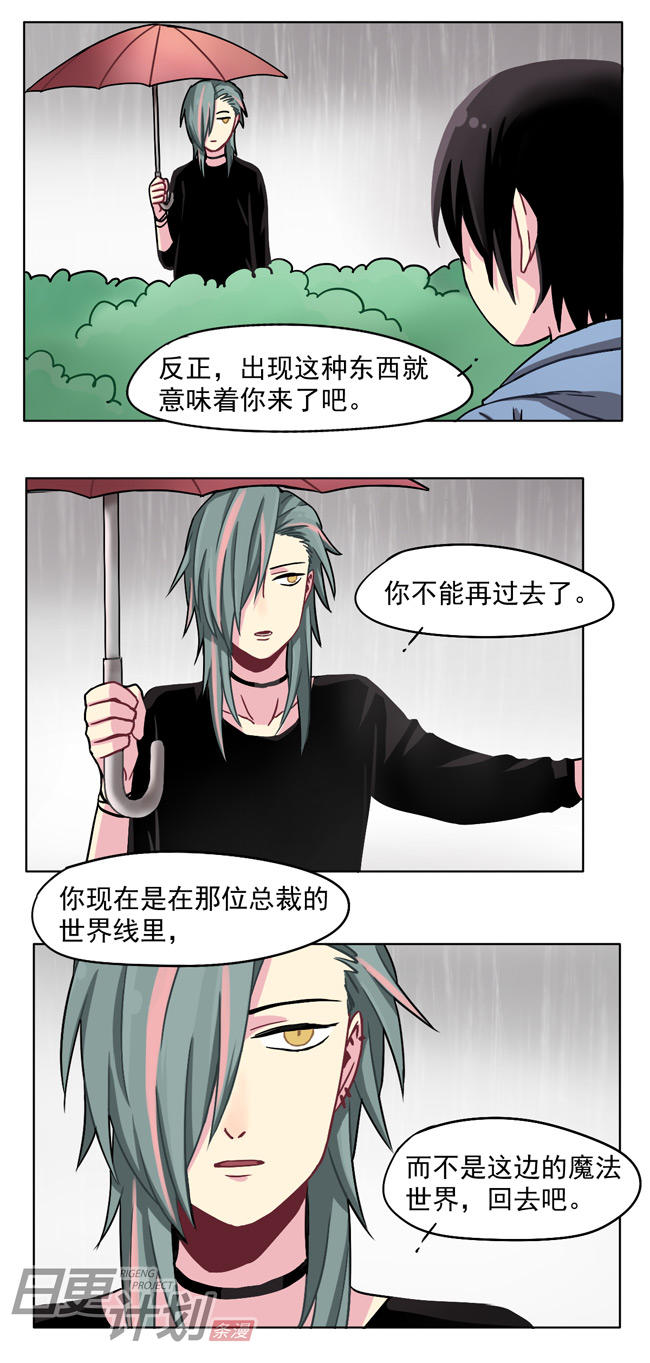 反正，出现这种东西就
意味着你来了吧。
你不能再过去了。
你现在是在那位总裁的
世界线里，
而不是这边的魔法
世界，回去吧。
日更
RIGENG
PROJECT
计划
条漫